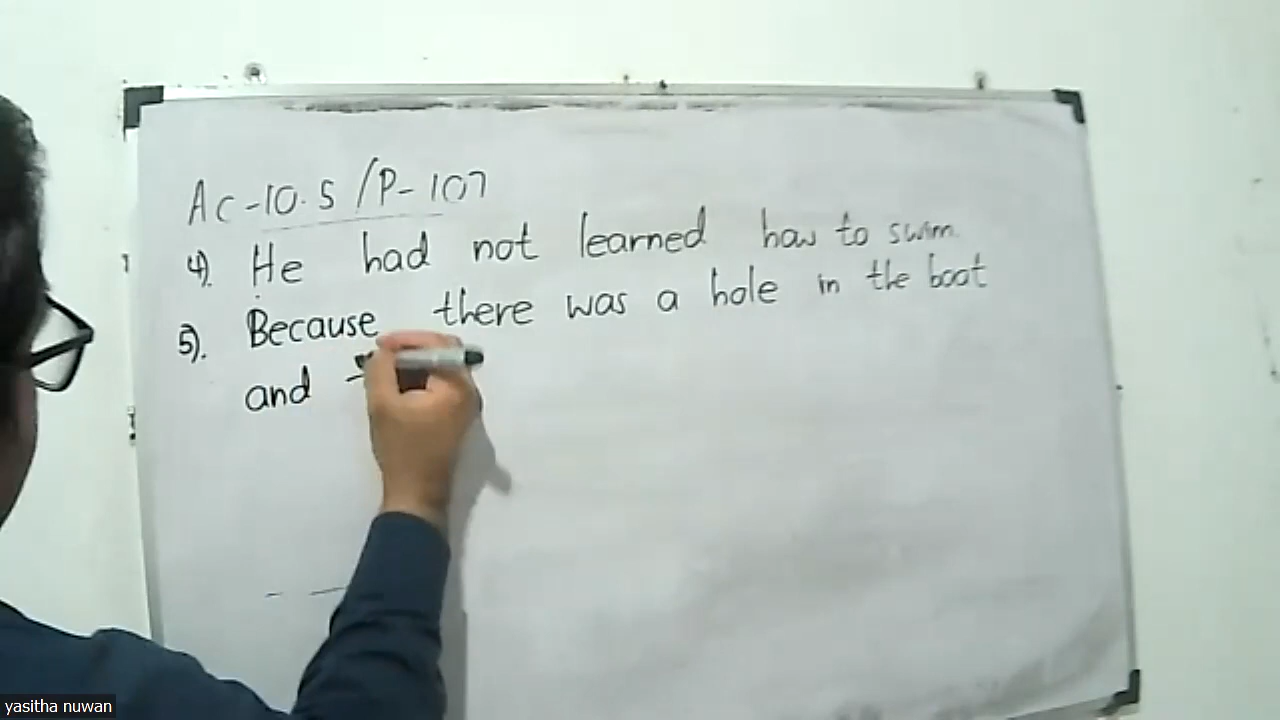 Ac-10.5/P-107
4). He had not learned how to swim.
5). Because there was a hole in the boat
and
yasitha nuwan